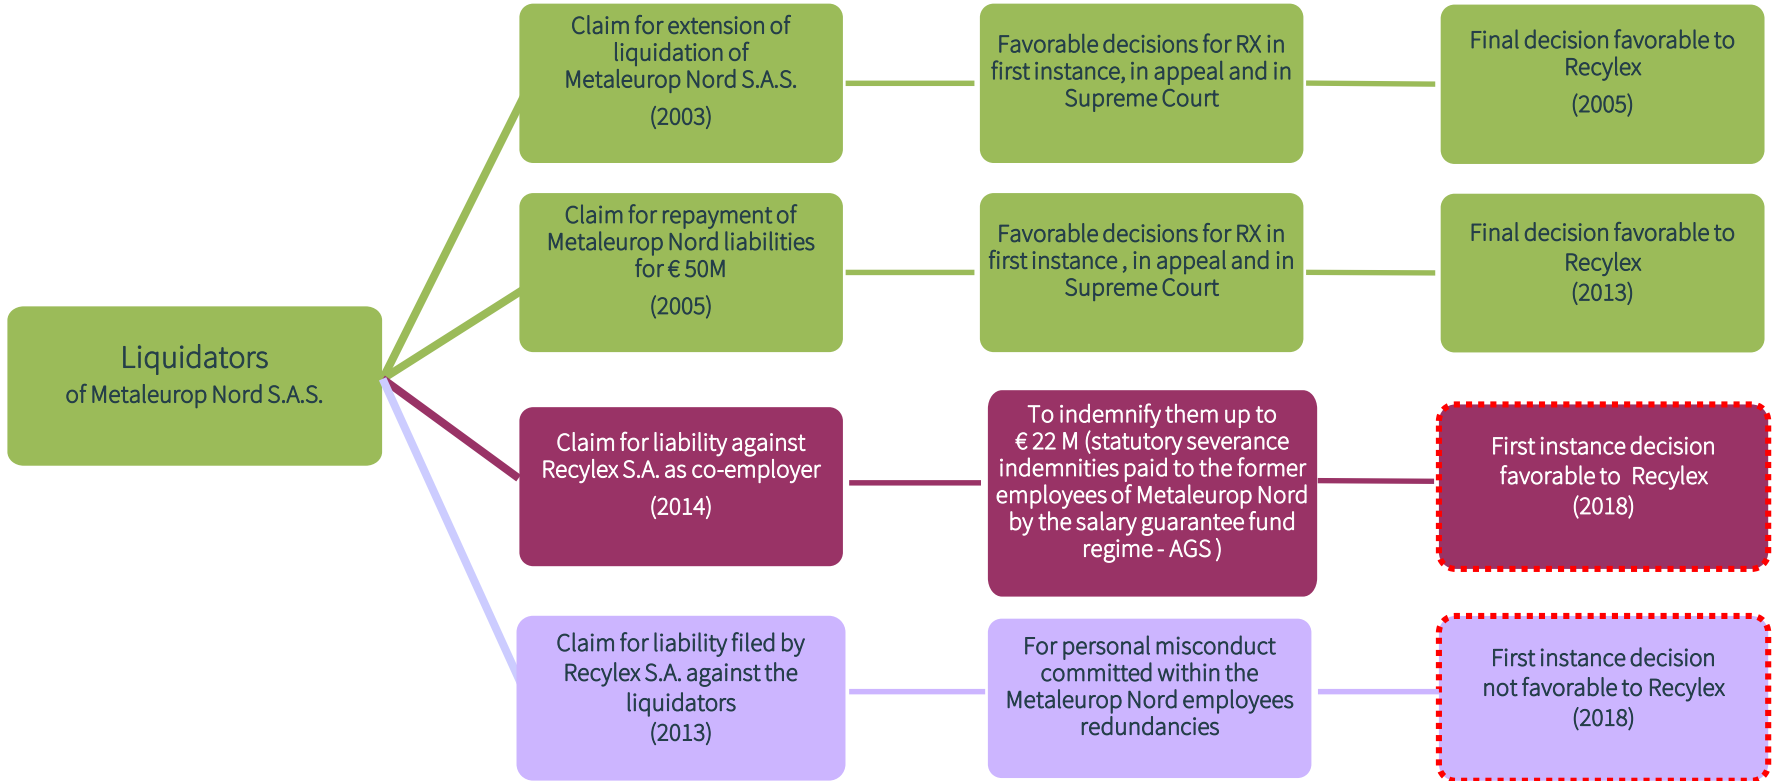 Liquidators
of Metaleurop Nord S.A.S.
Claim for extension of
liquidation of
Metaleurop Nord S.A.S.
(2003)
Favorable decisions for RX in
first instance, in appeal and in
Supreme Court
Final decision favorable to
Recylex
(2005)
Claim for repayment of
Metaleurop Nord liabilities
for € 50M
(2005)
Favorable decisions for RX in
first instance , in appeal and in
Supreme Court
Final decision favorable to
Recylex
(2013)
Claim for liability against
Recylex S.A. as co-employer
(2014)
To indemnify them up to
€ 22 M (statutory severance
indemnities paid to the former
employees of Metaleurop Nord
by the salary guarantee fund
regime - AGS )
First instance decision
favorable to Recylex
(2018)
Claim for liability filed by
Recylex S.A. against the
liquidators
(2013)
For personal misconduct
committed within the
Metaleurop Nord employees
redundancies
First instance decision
not favorable to Recylex
(2018)